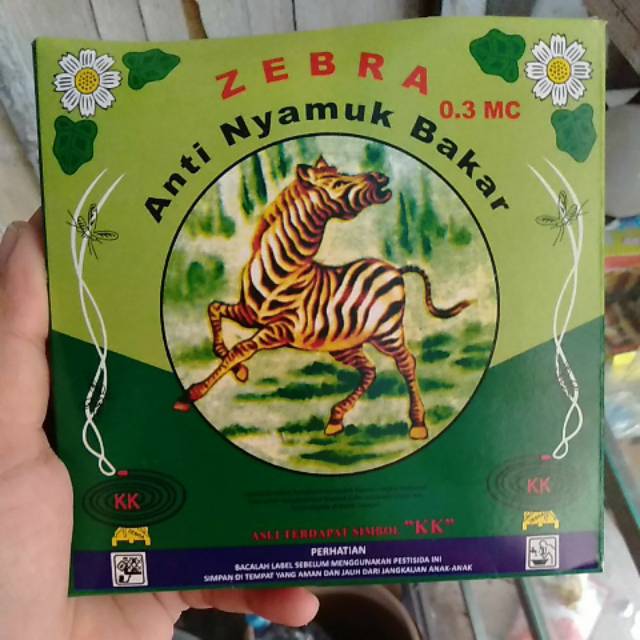 ZEBRA
0.3 MC
Anti Nyamuk Bakar
KK
KK
ASLI TERDAPAT SIMBOL "KK"
PERHATIAN
BACALAH LABEL SEBELUM MENGGUNAKAN PESTISIDA INI
SIMPAN DI TEMPAT YANG AMAN DAN JAUH DARI JANGKAUAN ANAK-ANAK